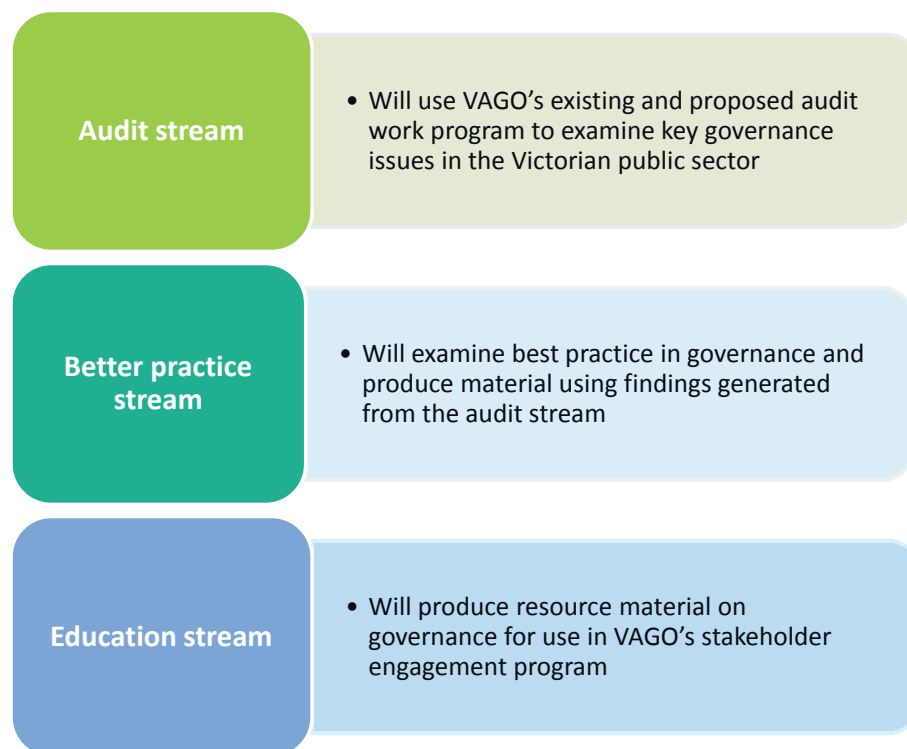 Audit stream
• Will use VAGO’s existing and proposed audit
work program to examine key governance
issues in the Victorian public sector
Better practice
stream
• Will examine best practice in governance and
produce material using findings generated
from the audit stream
Education stream
• Will produce resource material on
governance for use in VAGO’s stakeholder
engagement program